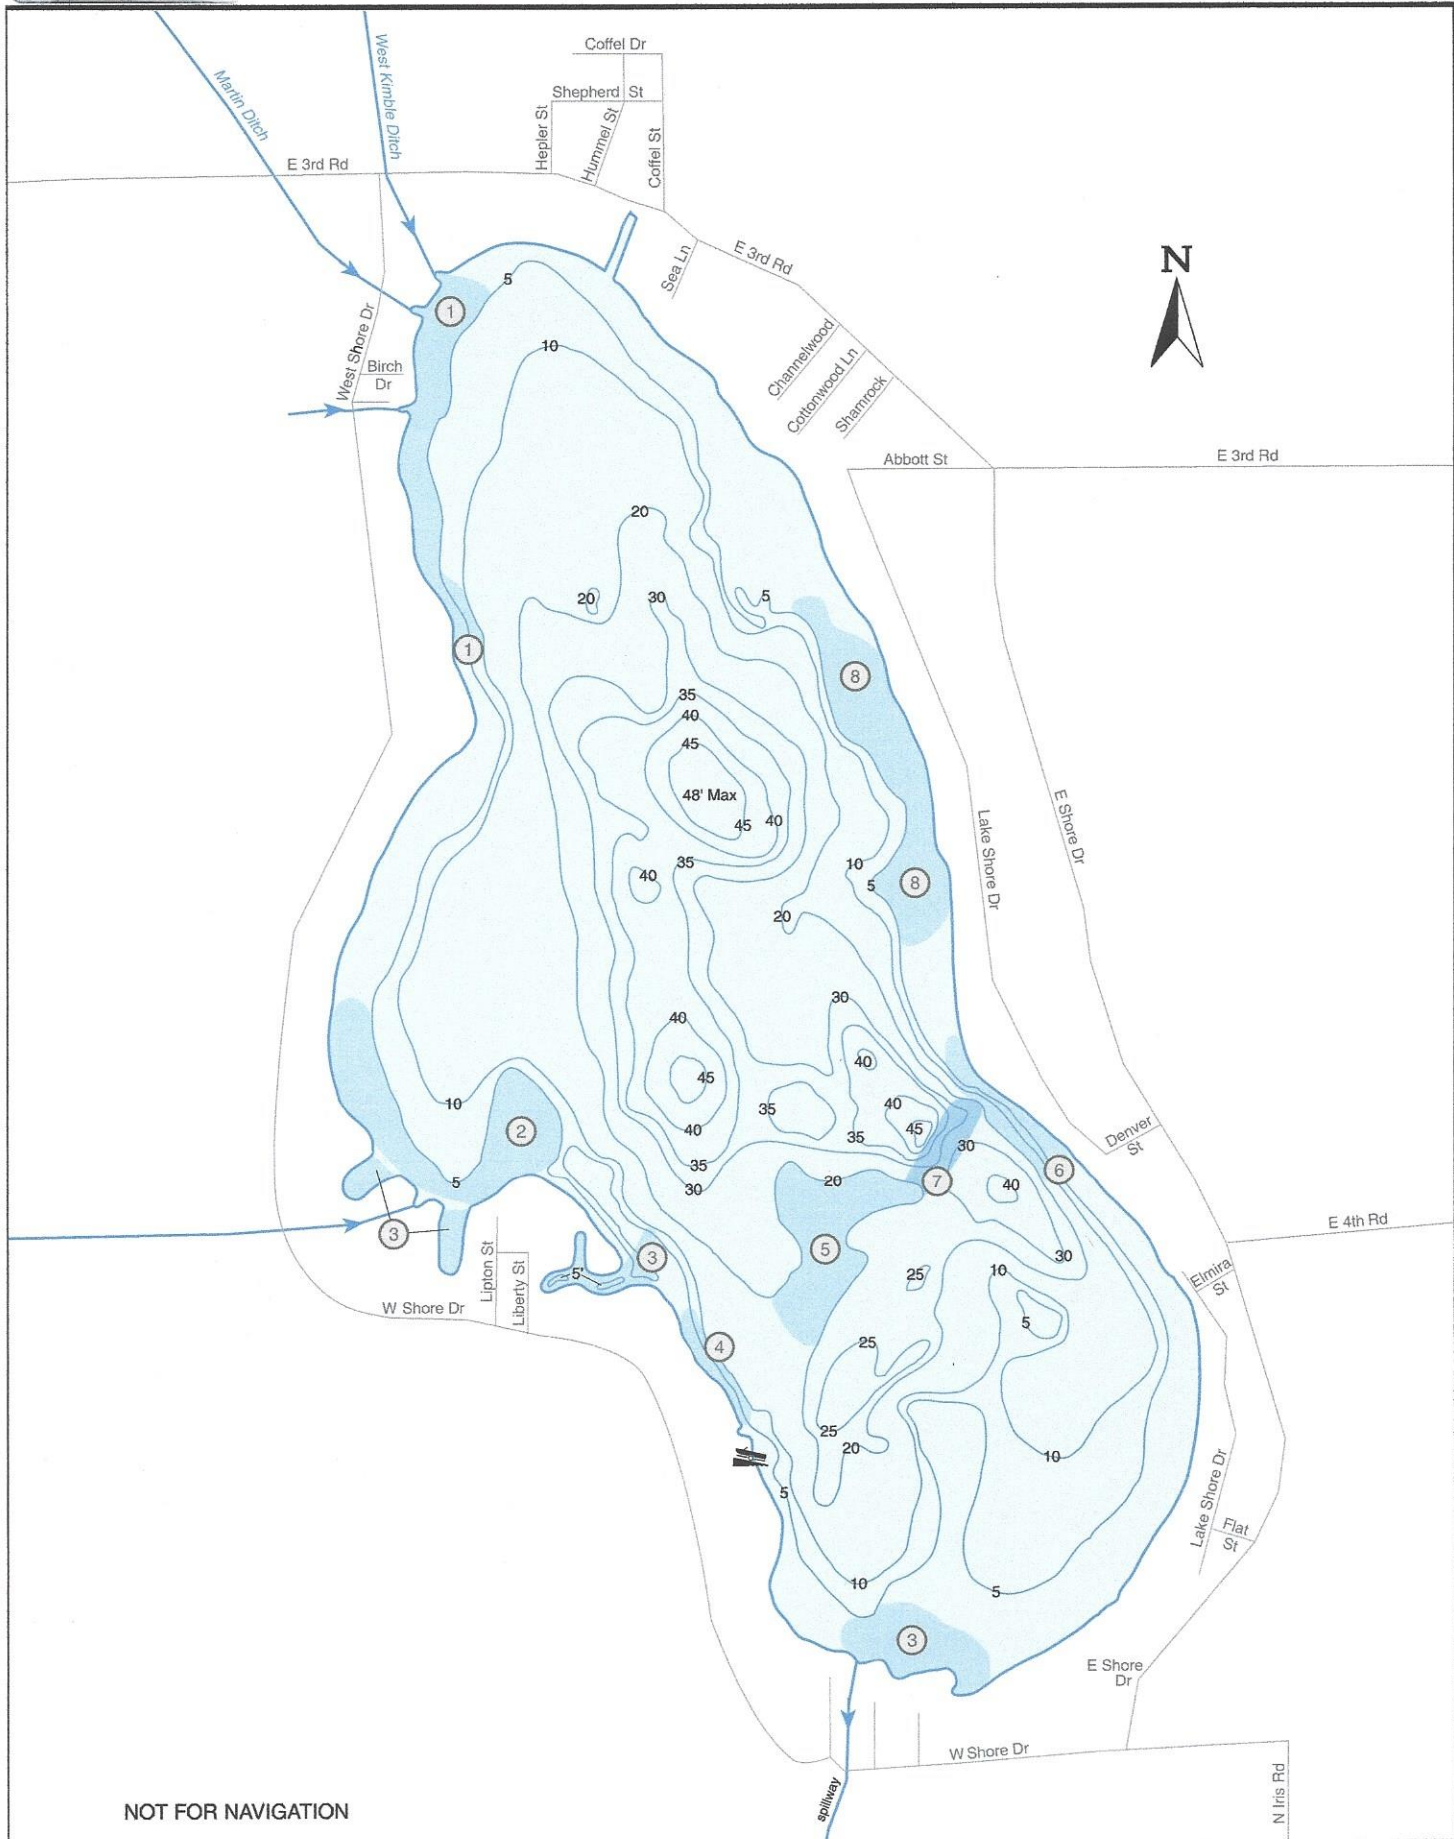 Coffel Dr
West Kimble Ditch
Martin Ditch
Shepherd St
Hepler St
Hummel St
Coffel St
E 3rd Rd
Sea Ln
E 3rd Rd
N
5
1
10
West Shore Dr
Birch
Dr
Channelwood
Cottonwood Ln
Shamrock
Abbott St
E 3rd Rd
20
20
30
5
1
8
35
40
45
48' Max
45
40
35
40
10
5
8
20
Lake Shore Dr
E Shore Dr
30
40
40
45
35
40
45
10
2
40
35
30
Denver
St
5
35
30
20
7
40
6
3
5
3
E 4th Rd
Lipton St
Liberty St
5'
30
25
10
Elmira
St
W Shore Dr
5
4
25
25
20
10
5
Lake Shore Dr
Flat
St
10
5
3
E Shore
Dr
W Shore Dr
N Iris Rd
spillway
NOT FOR NAVIGATION